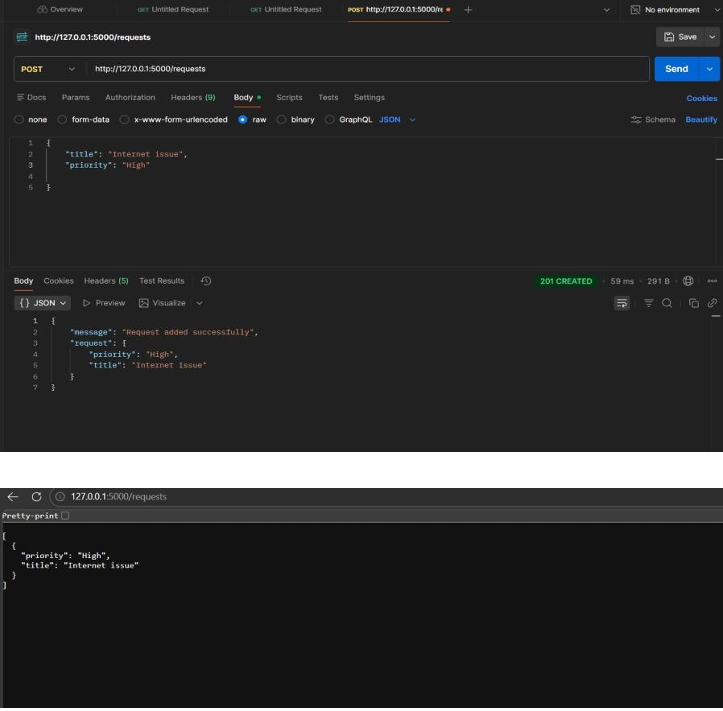 Overview GET Untitled Request GET Untitled Request POST http://127.0.0.1:5000/re No environment
http://127.0.0.1:5000/requests Save
POST http://127.0.0.1:5000/requests Send
Docs Params Authorization Headers (9) Body Scripts Tests Settings Cookies
none form-data x-www-form-urlencoded raw binary GraphQL JSON Schema Beautify
1 {
2 "title": "Internet issue",
3 "priority": "High"
4
5 }
Body Cookies Headers (5) Test Results 201 CREATED 59 ms 291 B
{} JSON Preview Visualize
1 {
2 "message": "Request added successfully",
3 "request": {
4 "priority": "High",
5 "title": "Internet issue"
6 }
7 }
127.0.0.1:5000/requests
Pretty-print
[
{
"priority": "High",
"title": "Internet issue"
}
]